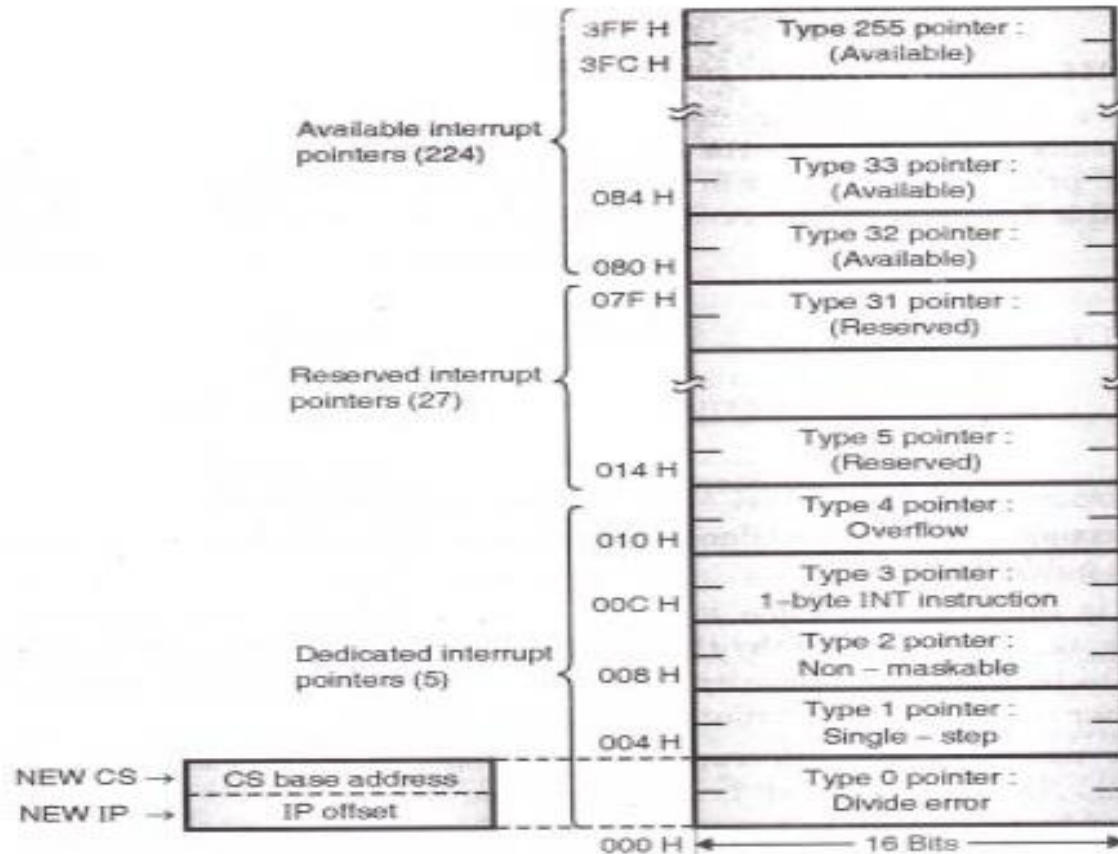 3FF H
Type 255 pointer :
(Available)
3FC H
Available interrupt
pointers (224)
Type 33 pointer :
(Available)
084 H
Type 32 pointer :
(Available)
080 H
07F H
Type 31 pointer :
(Reserved)
Reserved interrupt
pointers (27)
Type 5 pointer :
(Reserved)
014 H
Type 4 pointer :
Overflow
010 H
Type 3 pointer :
1-byte INT instruction
00C H
Dedicated interrupt
pointers (5)
Type 2 pointer :
Non – maskable
008 H
Type 1 pointer :
Single – step
004 H
NEW CS → CS base address
NEW IP → IP offset
Type 0 pointer :
Divide error
000 H
16 Bits